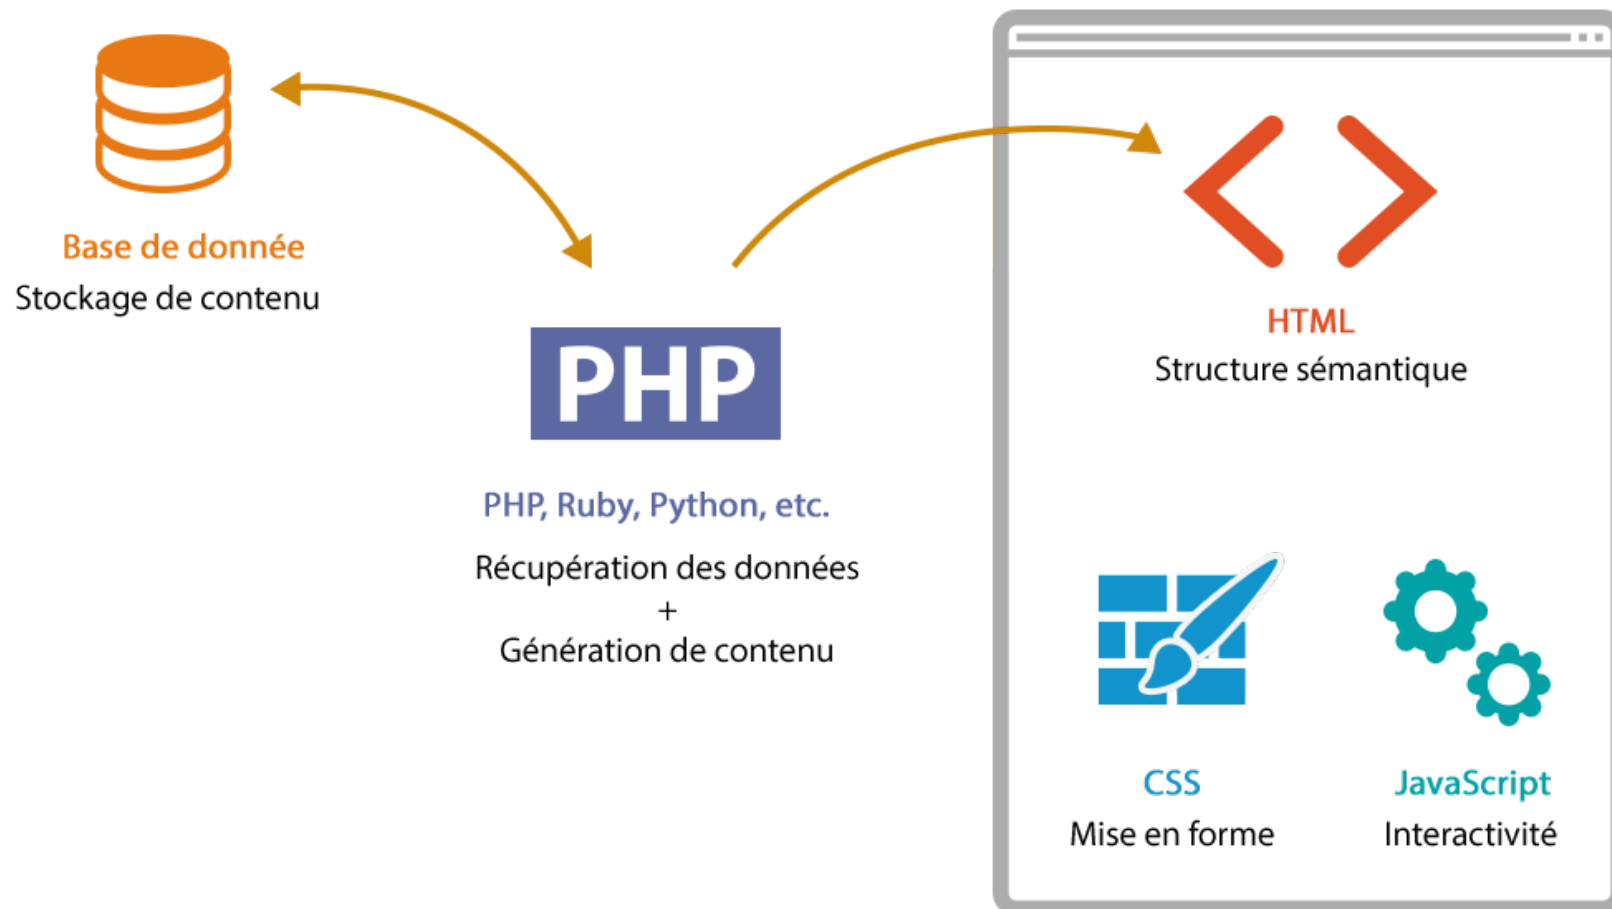 Base de donnée
Stockage de contenu
PHP
PHP, Ruby, Python, etc.
Récupération des données
+
Génération de contenu
HTML
Structure sémantique
CSS
Mise en forme
JavaScript
Interactivité